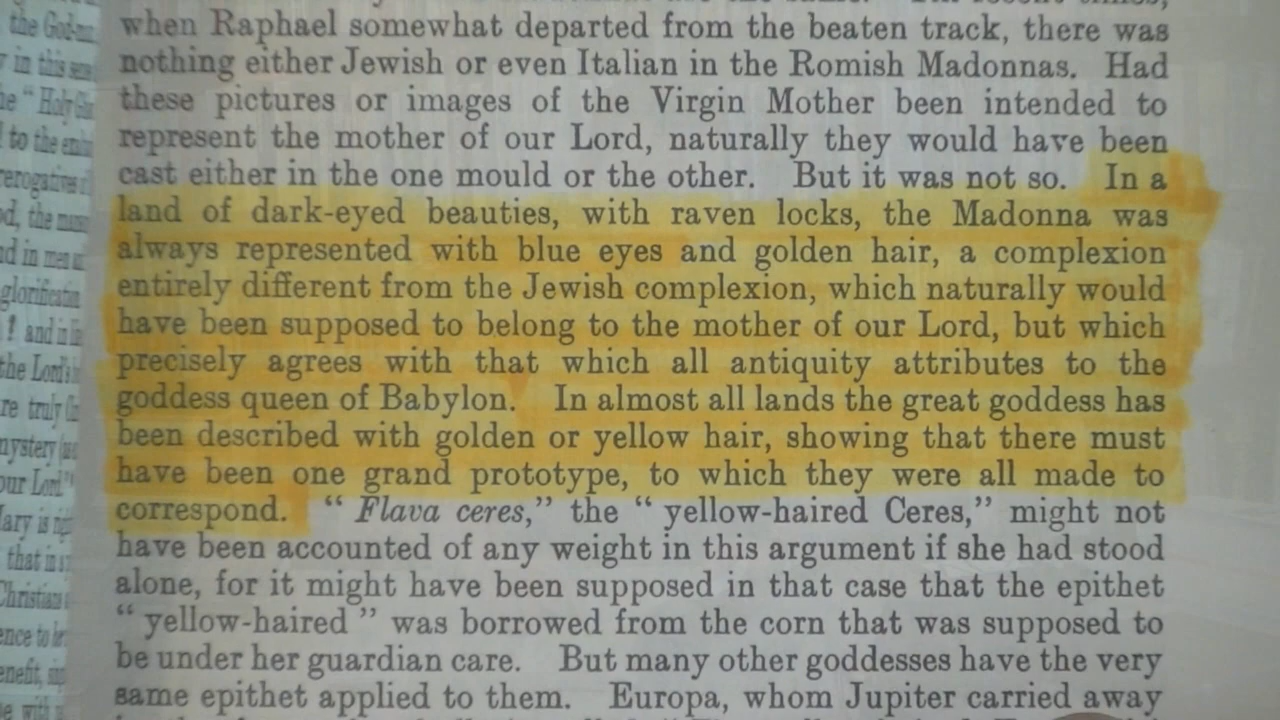 the God-
when Raphael somewhat departed from the beaten track, there was
nothing either Jewish or even Italian in the Romish Madonnas. Had
these pictures or images of the Virgin Mother been intended to
represent the mother of our Lord, naturally they would have been
cast either in the one mould or the other. But it was not so. In a
land of dark-eyed beauties, with raven locks, the Madonna was
always represented with blue eyes and golden hair, a complexion
entirely different from the Jewish complexion, which naturally would
have been supposed to belong to the mother of our Lord, but which
precisely agrees with that which all antiquity attributes to the
goddess queen of Babylon. In almost all lands the great goddess has
been described with golden or yellow hair, showing that there must
have been one grand prototype, to which they were all made to
correspond. “ Flava ceres,” the “ yellow-haired Ceres,” might not
have been accounted of any weight in this argument if she had stood
alone, for it might have been supposed in that case that the epithet
“ yellow-haired ” was borrowed from the corn that was supposed to
be under her guardian care. But many other goddesses have the very
same epithet applied to them. Europa, whom Jupiter carried away